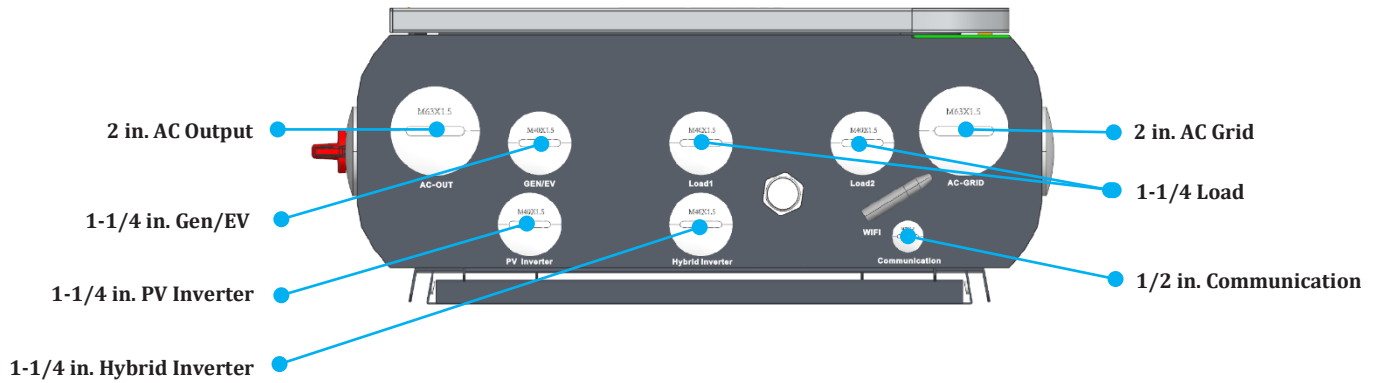 2 in. AC Output
1-1/4 in. Gen/EV
1-1/4 in. PV Inverter
1-1/4 in. Hybrid Inverter
M63X1.5
AC-OUT
M40X1.5
GEN/EV
M40X1.5
Load1
M40X1.5
Load2
M63X1.5
AC-GRID
M40X1.5
PV Inverter
M40X1.5
Hybrid Inverter
WIFI
Communication
2 in. AC Grid
1-1/4 Load
1/2 in. Communication